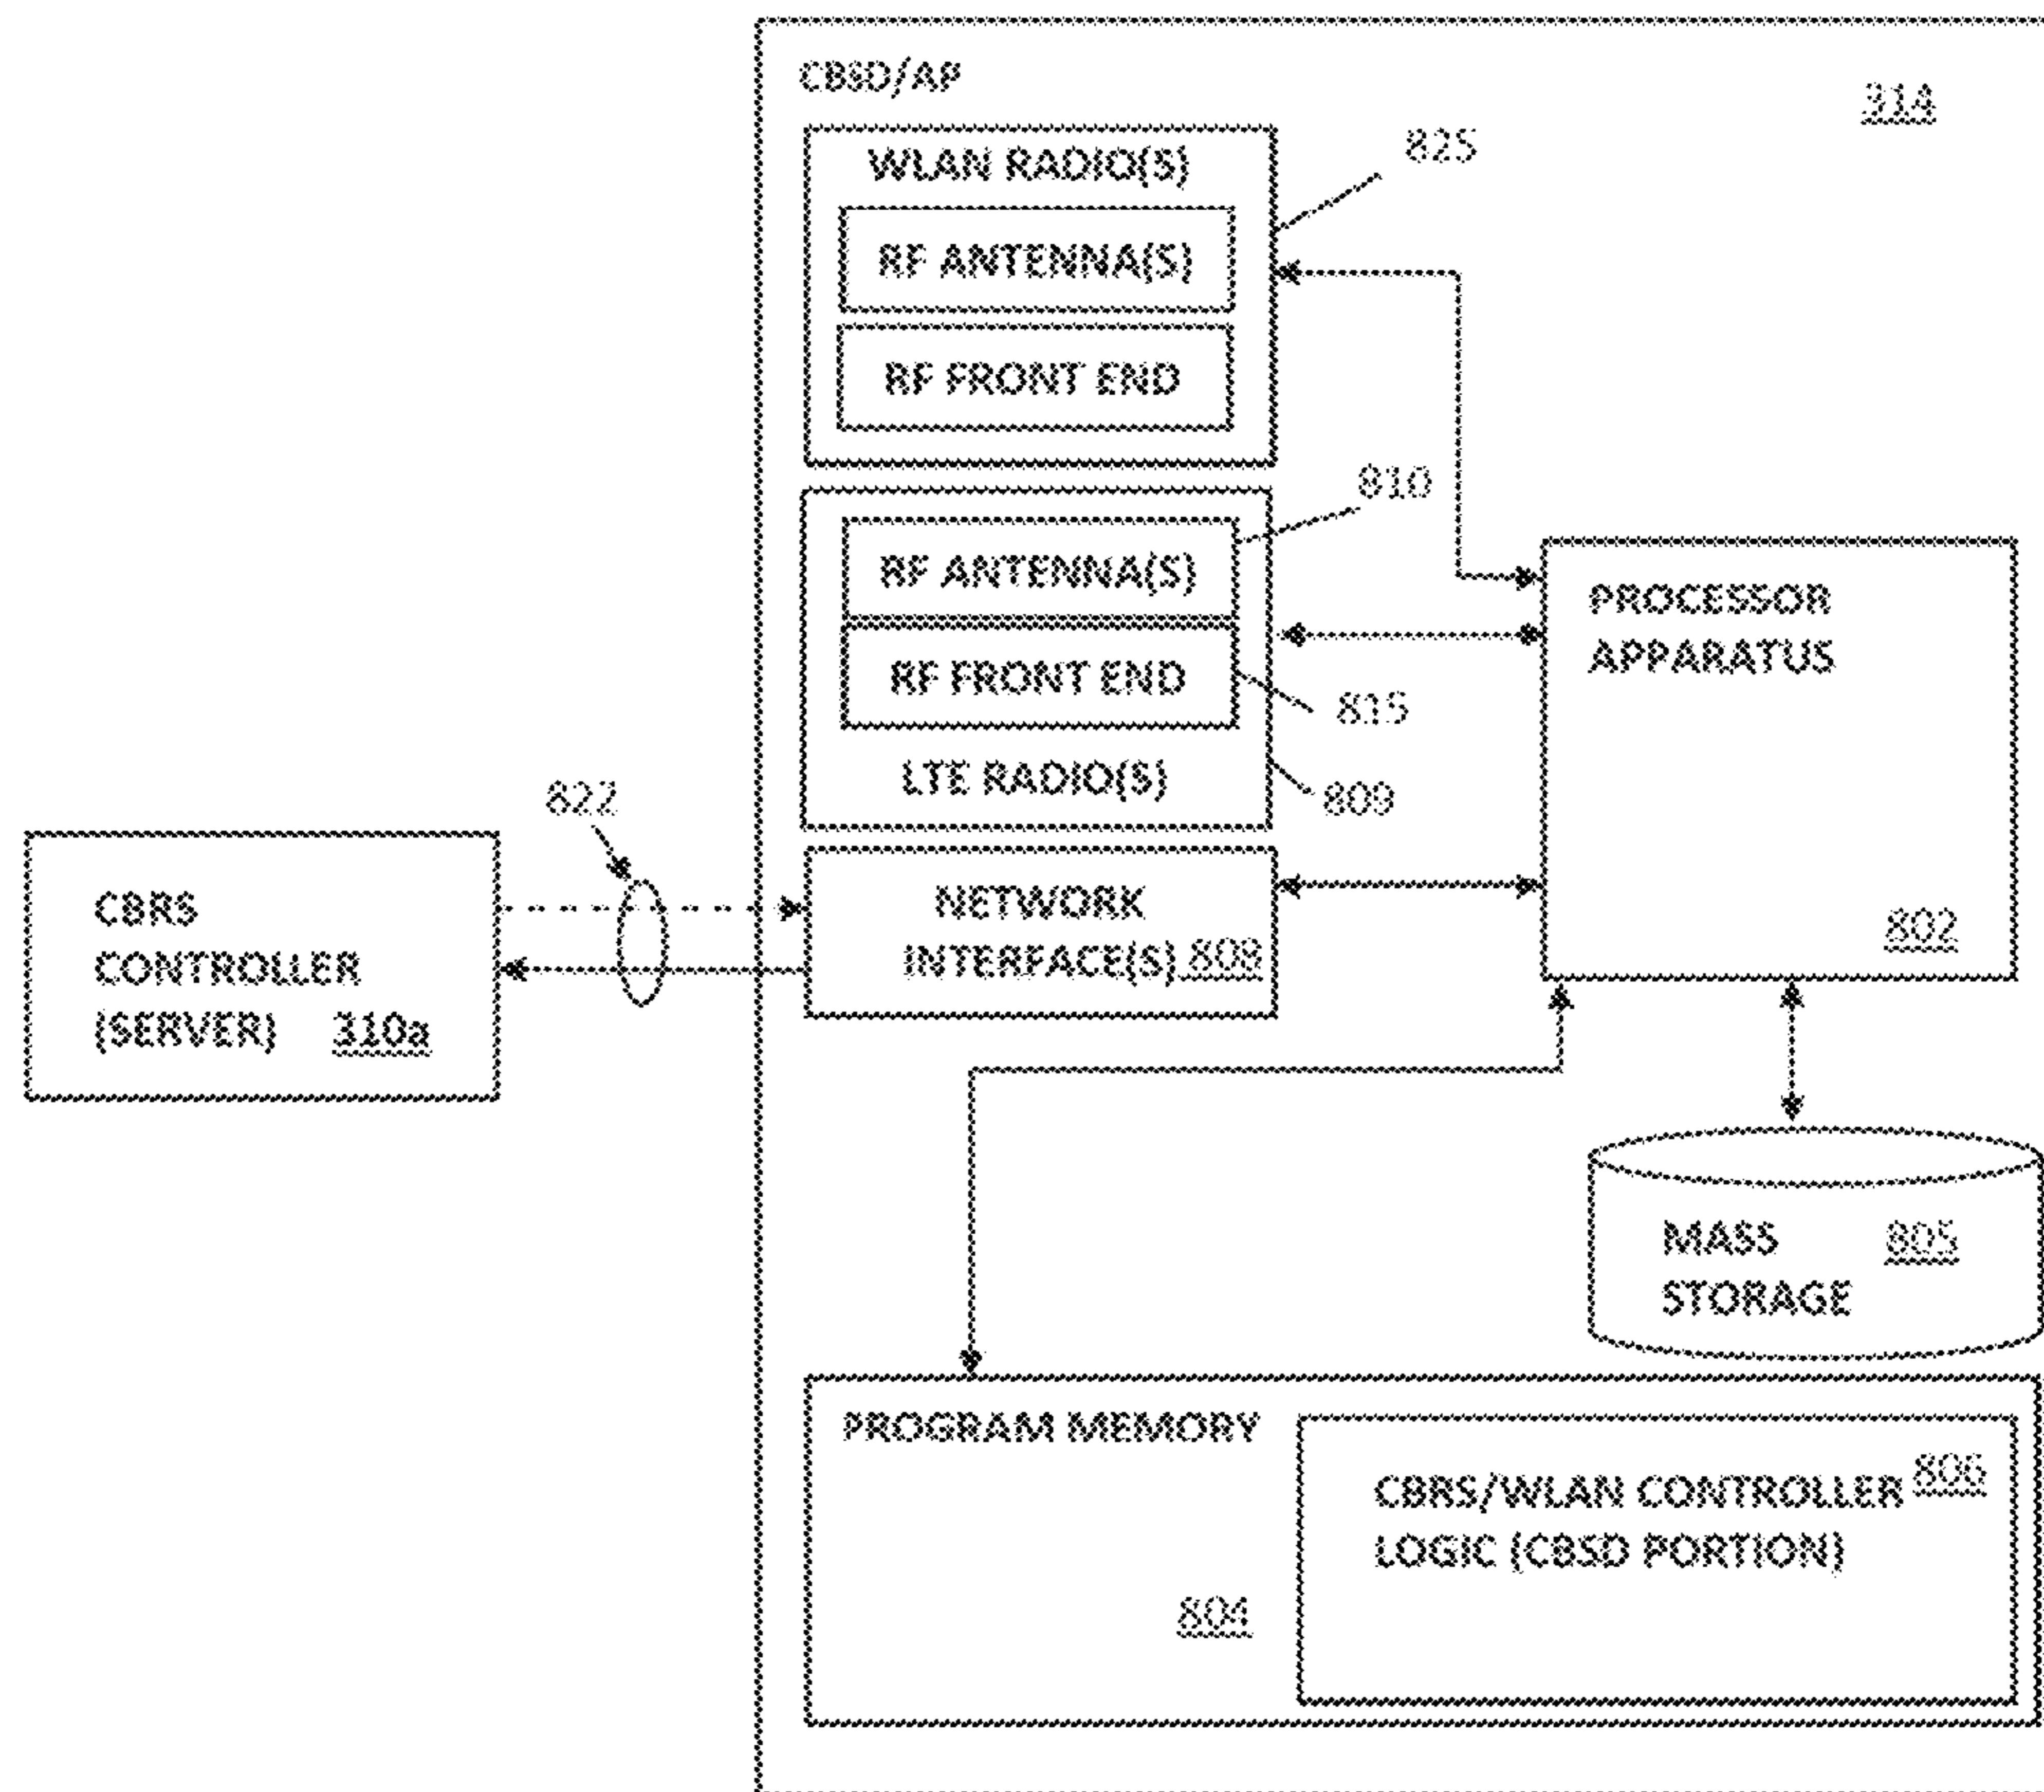 CBSD/AP
314
WLAN RADIO(S)
825
RF ANTENNA(S)
RF FRONT END
810
RF ANTENNA(S)
RF FRONT END
815
LTE RADIO(S)
809
PROCESSOR
APPARATUS
802
822
CBRS
CONTROLLER
(SERVER) 310a
NETWORK
INTERFACE(S) 808
MASS 805
STORAGE
PROGRAM MEMORY
804
CBRS/WLAN CONTROLLER 806
LOGIC (CBSD PORTION)